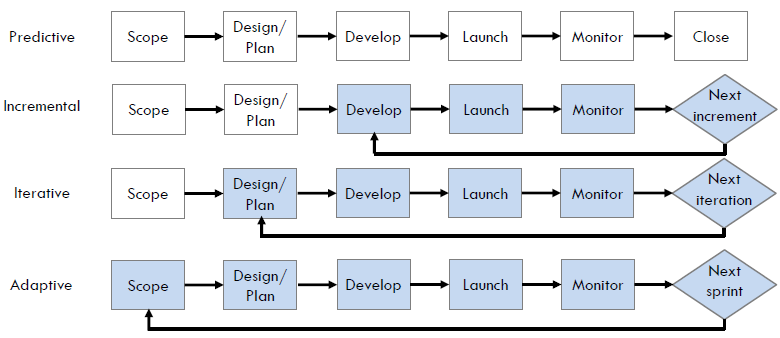 Predictive
Scope
Design/
Plan
Develop
Launch
Monitor
Close
Incremental
Scope
Design/
Plan
Develop
Launch
Monitor
Next
increment
Iterative
Scope
Design/
Plan
Develop
Launch
Monitor
Next
iteration
Adaptive
Scope
Design/
Plan
Develop
Launch
Monitor
Next
sprint